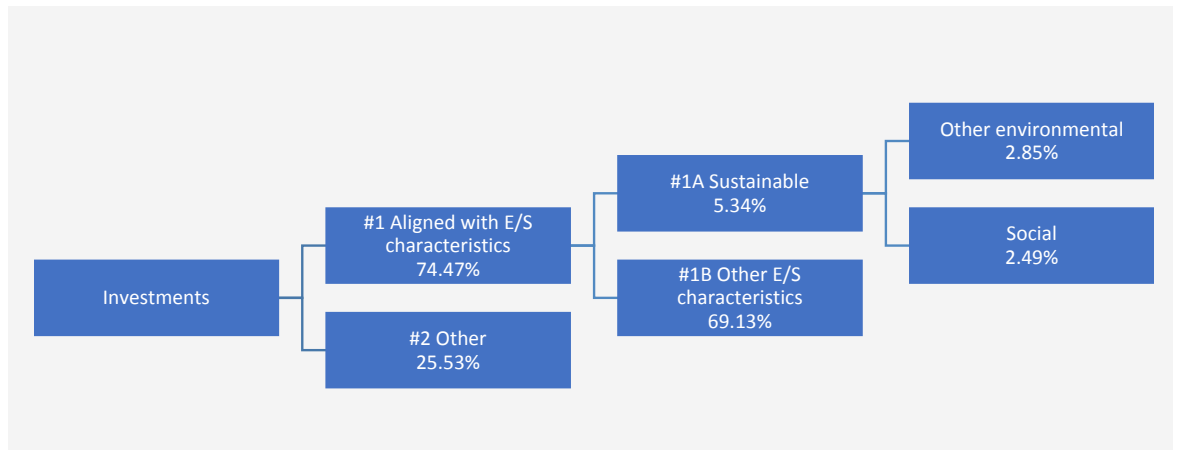 Investments
#1 Aligned with E/S
characteristics
74.47%
#2 Other
25.53%
#1A Sustainable
5.34%
#1B Other E/S
characteristics
69.13%
Other environmental
2.85%
Social
2.49%